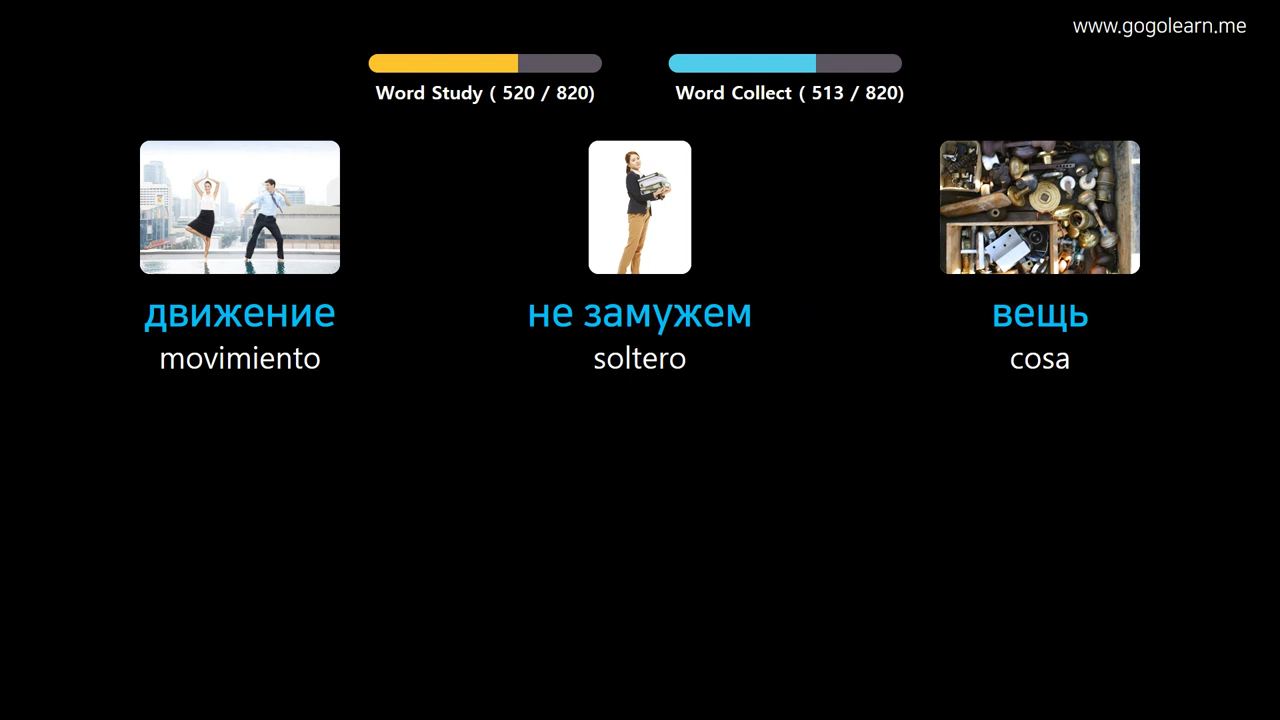 www.gogolearn.me
Word Study ( 520 / 820)
Word Collect ( 513 / 820)
движение
не замужем
вещь
movimiento
soltero
cosa